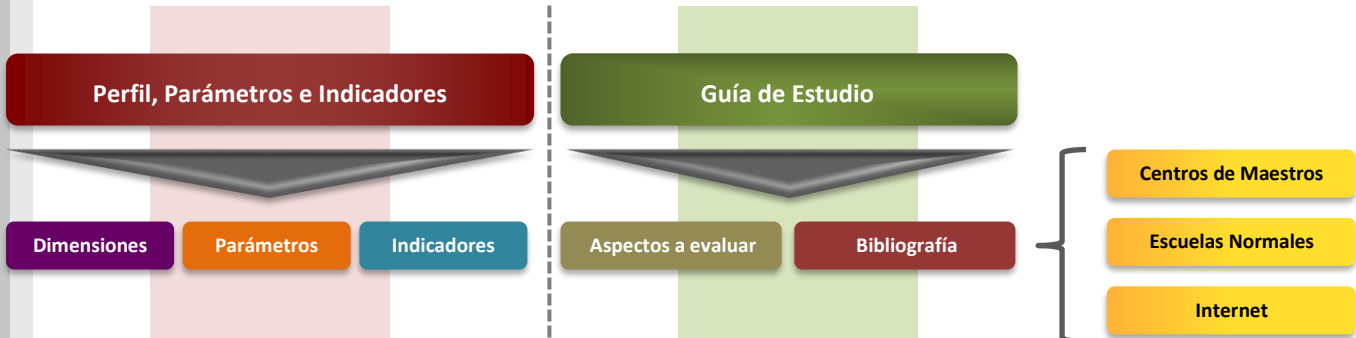 Perfil, Parámetros e Indicadores
Dimensiones
Parámetros
Indicadores
Guía de Estudio
Aspectos a evaluar
Bibliografía
Centros de Maestros
Escuelas Normales
Internet